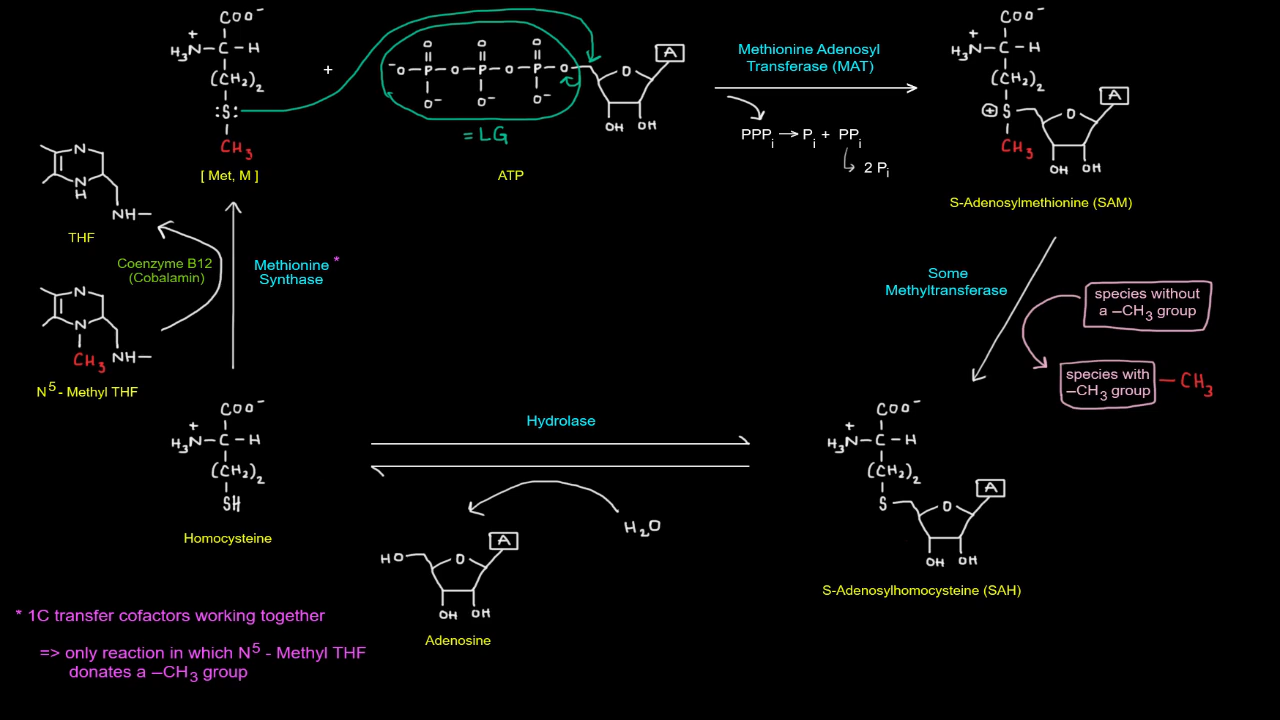 COO⁻
+
H₃N–C–H
(CH₂)₂
:S:
CH₃
[ Met, M ]
+
O O O
⁻O–P–O–P–O–P–O
O⁻ O⁻ O⁻
O
A
OH OH
= LG
ATP
Methionine Adenosyl
Transferase (MAT)
PPPᵢ → Pᵢ + PPᵢ
2 Pᵢ
COO⁻
+
H₃N–C–H
(CH₂)₂
⊕ S
CH₃
O
A
OH OH
S-Adenosylmethionine (SAM)
N
N
H
NH–
THF
Coenzyme B12
(Cobalamin)
Methionine *
Synthase
N
N
CH₃ NH–
N⁵ - Methyl THF
Some
Methyltransferase
species without
a –CH₃ group
species with
–CH₃ group
–CH₃
COO⁻
+
H₃N–C–H
(CH₂)₂
SH
Homocysteine
Hydrolase
H₂O
HO
O
A
OH OH
Adenosine
COO⁻
+
H₃N–C–H
(CH₂)₂
S
O
A
OH OH
S-Adenosylhomocysteine (SAH)
* 1C transfer cofactors working together
=> only reaction in which N⁵ - Methyl THF
donates a –CH₃ group